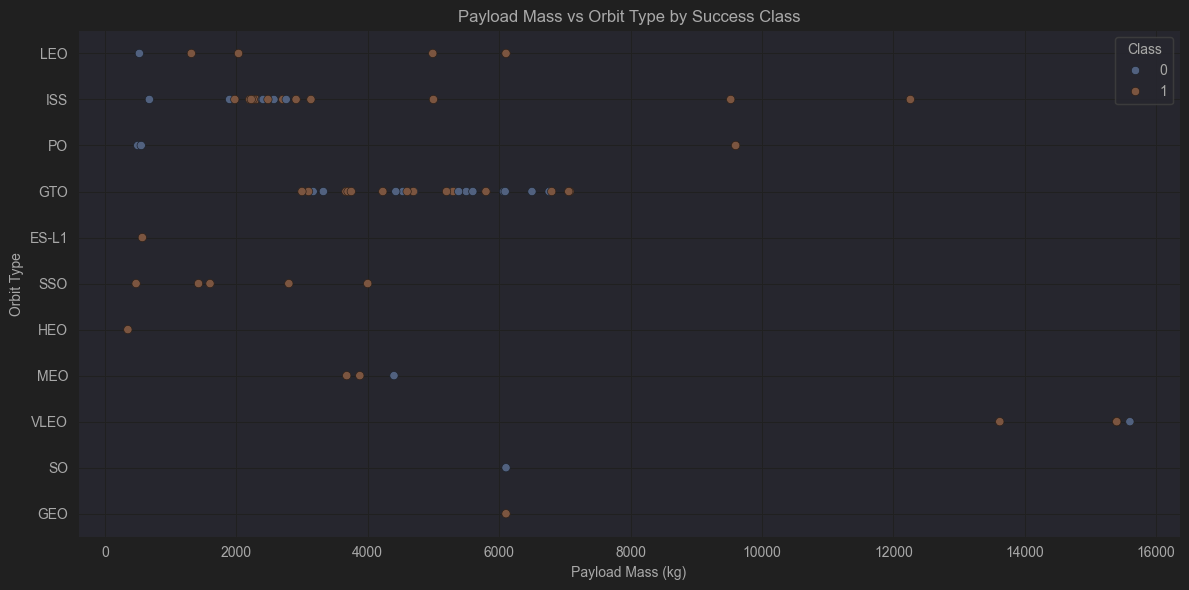 Payload Mass vs Orbit Type by Success Class
Class
0
1
Orbit Type
LEO
ISS
PO
GTO
ES-L1
SSO
HEO
MEO
VLEO
SO
GEO
0 2000 4000 6000 8000 10000 12000 14000 16000
Payload Mass (kg)